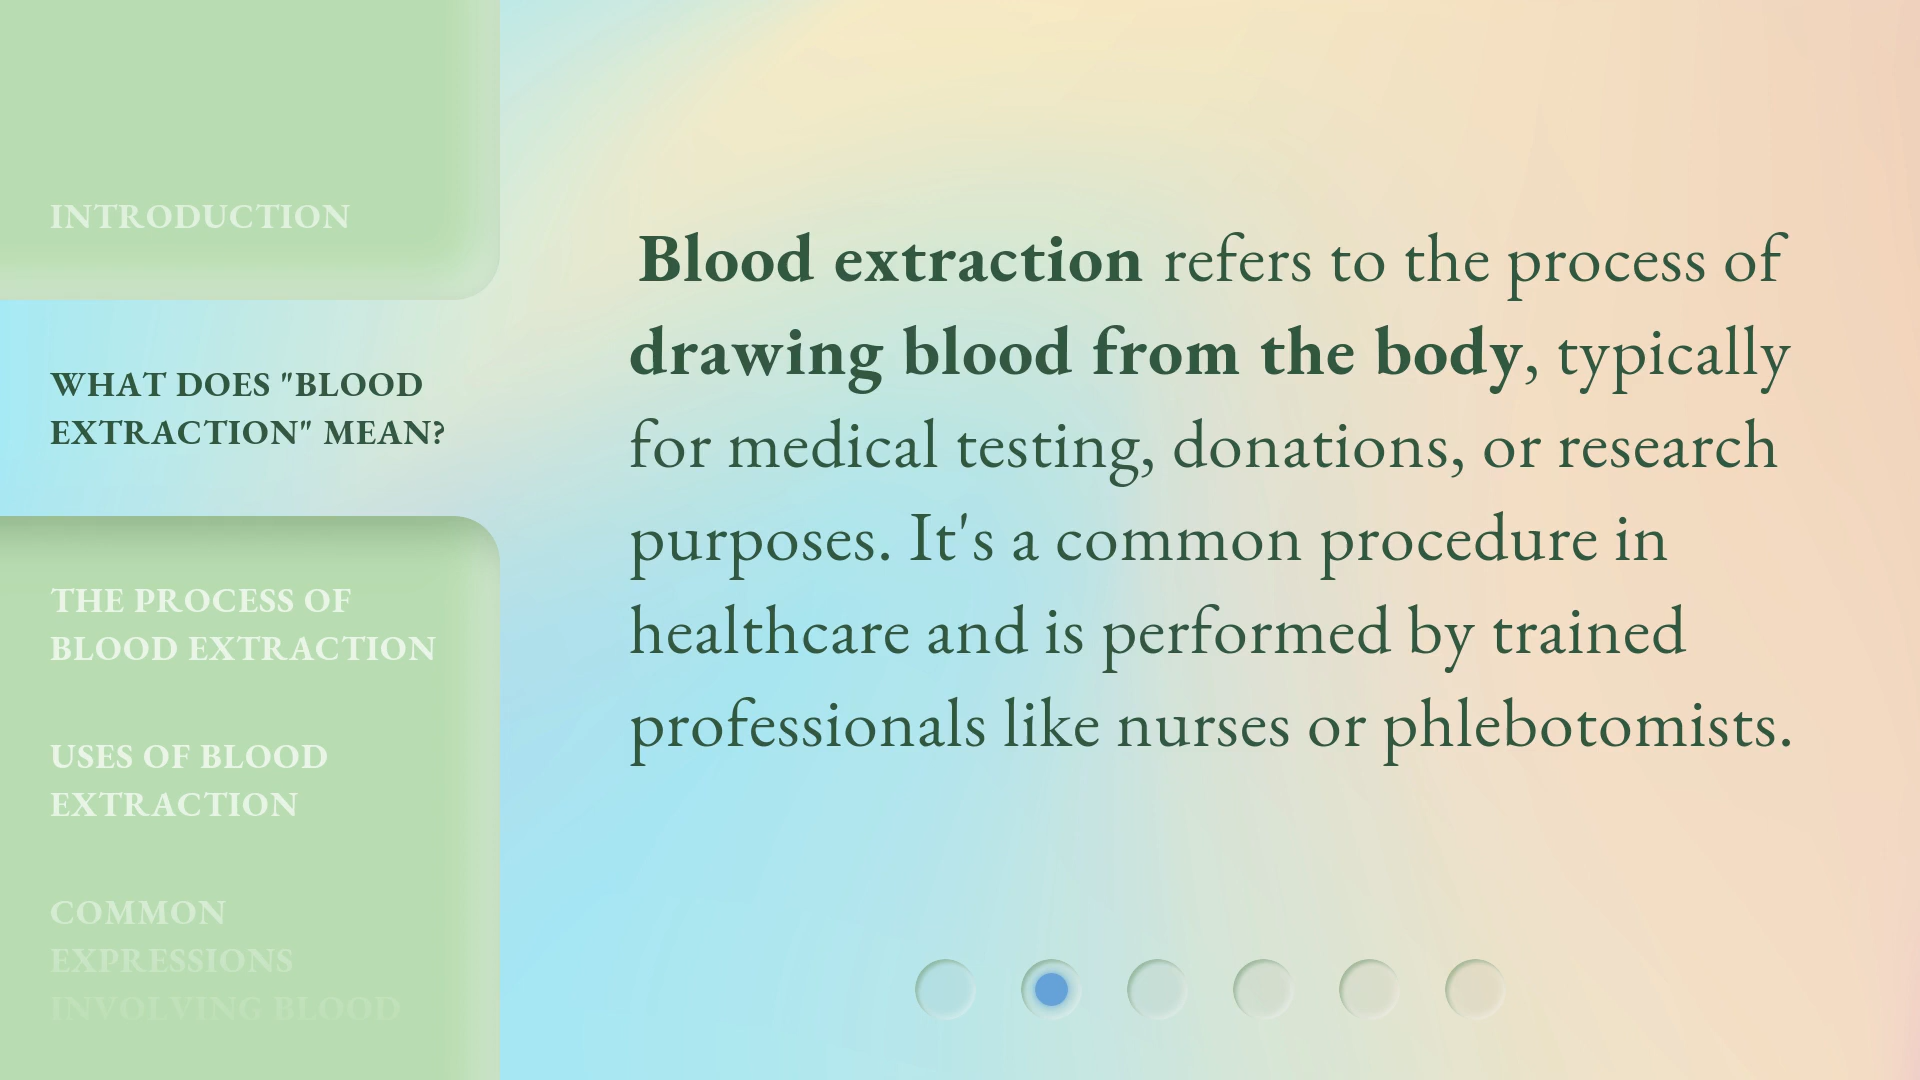 INTRODUCTION
WHAT DOES "BLOOD
EXTRACTION" MEAN?
THE PROCESS OF
BLOOD EXTRACTION
USES OF BLOOD
EXTRACTION
COMMON
EXPRESSIONS
INVOLVING BLOOD
Blood extraction refers to the process of
drawing blood from the body, typically
for medical testing, donations, or research
purposes. It's a common procedure in
healthcare and is performed by trained
professionals like nurses or phlebotomists.